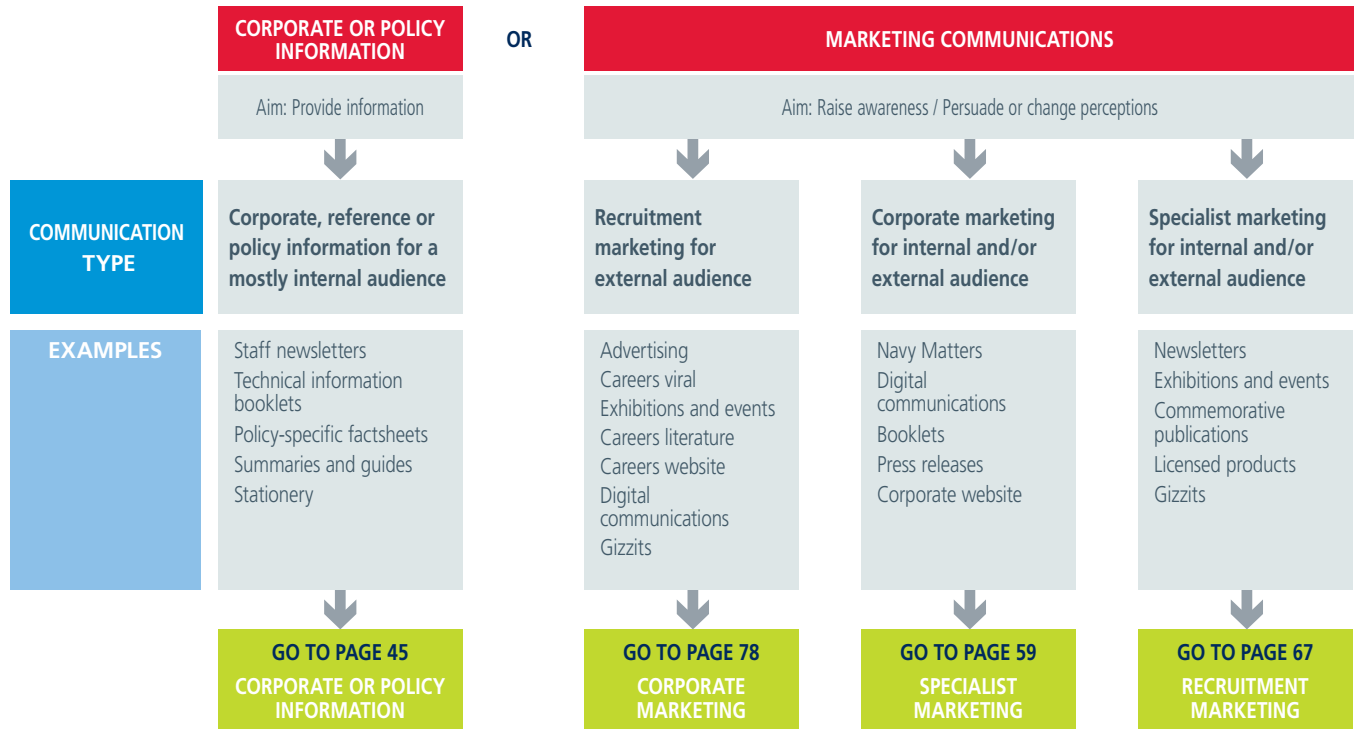 CORPORATE OR POLICY
INFORMATION
OR
MARKETING COMMUNICATIONS
Aim: Provide information
Aim: Raise awareness / Persuade or change perceptions
COMMUNICATION
TYPE
Corporate, reference or
policy information for a
mostly internal audience
Recruitment
marketing for
external audience
Corporate marketing
for internal and/or
external audience
Specialist marketing
for internal and/or
external audience
EXAMPLES
Staff newsletters
Technical information
booklets
Policy-specific factsheets
Summaries and guides
Stationery
Advertising
Careers viral
Exhibitions and events
Careers literature
Careers website
Digital
communications
Gizzits
Navy Matters
Digital
communications
Booklets
Press releases
Corporate website
Newsletters
Exhibitions and events
Commemorative
publications
Licensed products
Gizzits
GO TO PAGE 45
CORPORATE OR POLICY
INFORMATION
GO TO PAGE 78
CORPORATE
MARKETING
GO TO PAGE 59
SPECIALIST
MARKETING
GO TO PAGE 67
RECRUITMENT
MARKETING